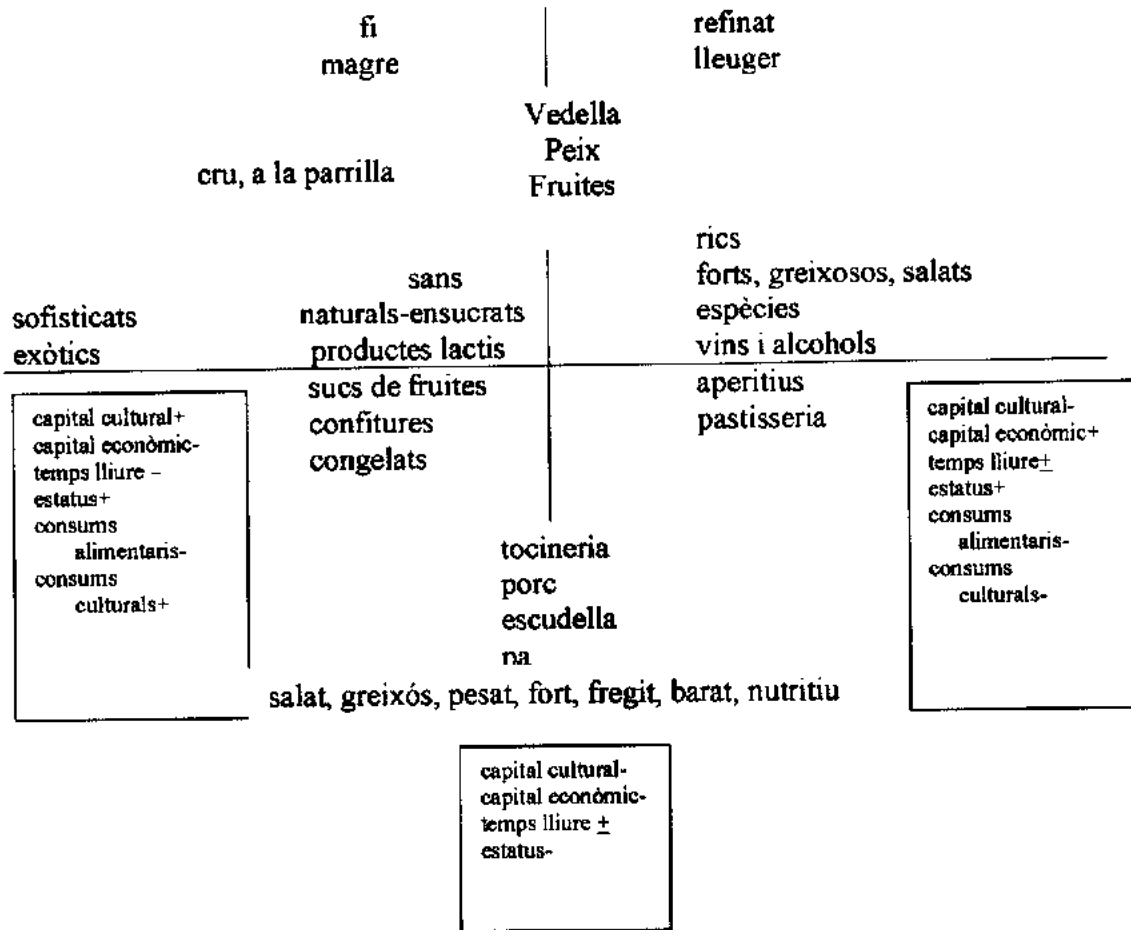 fi
magre
refinat
lleuger
Vedella
Peix
Fruites
cru, a la parrilla
rics
forts, greixosos, salats
espècies
vins i alcohols
aperitius
pastisseria
sans
naturals-ensucrats
productes lactis
sucs de fruites
confitures
congelats
sofisticats
exòtics
capital cultural+
capital econòmic-
temps lliure –
estatus+
consums
alimentaris-
consums
culturals+
capital cultural-
capital econòmic+
temps lliure±
estatus+
consums
alimentaris-
consums
culturals-
tocineria
porc
escudella
pa
salat, greixós, pesat, fort, fregit, barat, nutritiu
capital cultural-
capital econòmic-
temps lliure ±
estatus-